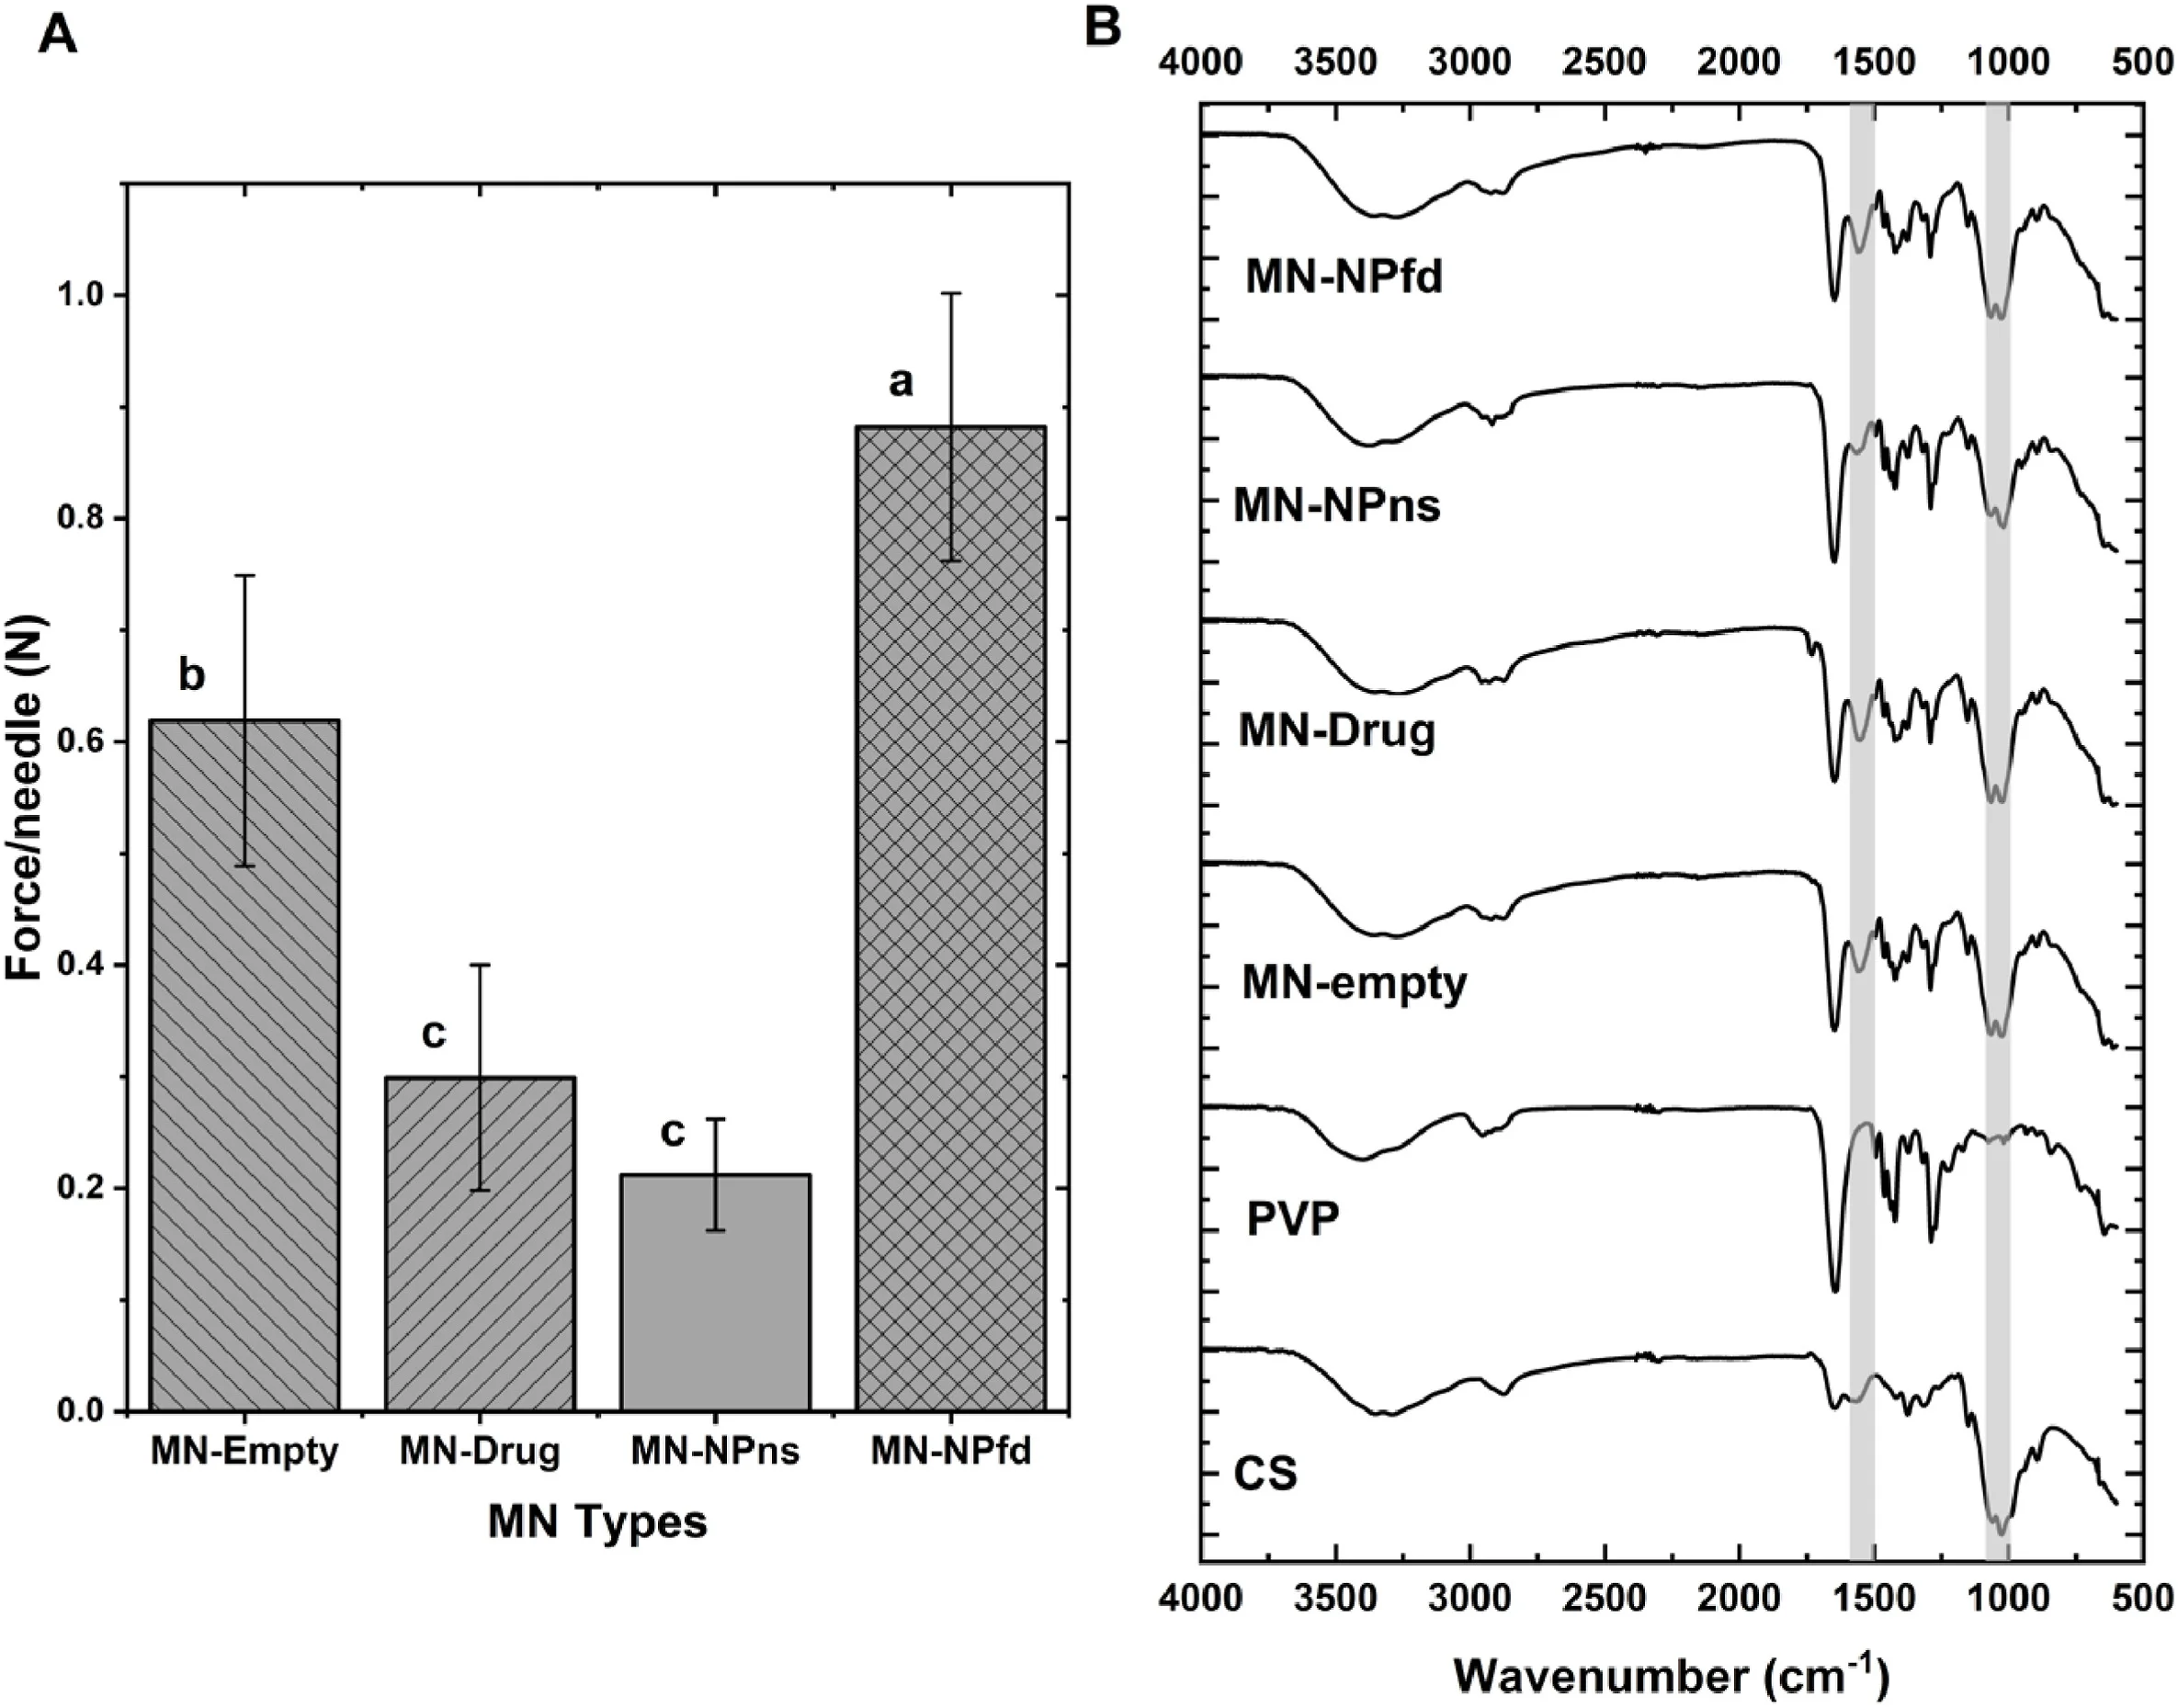 A
Force/needle (N)
1.0
0.8
0.6
0.4
0.2
0.0
b
c
c
a
MN-Empty MN-Drug MN-NPns MN-NPfd
MN Types
B
4000 3500 3000 2500 2000 1500 1000 500
MN-NPfd
MN-NPns
MN-Drug
MN-empty
PVP
CS
4000 3500 3000 2500 2000 1500 1000 500
Wavenumber (cm⁻¹)